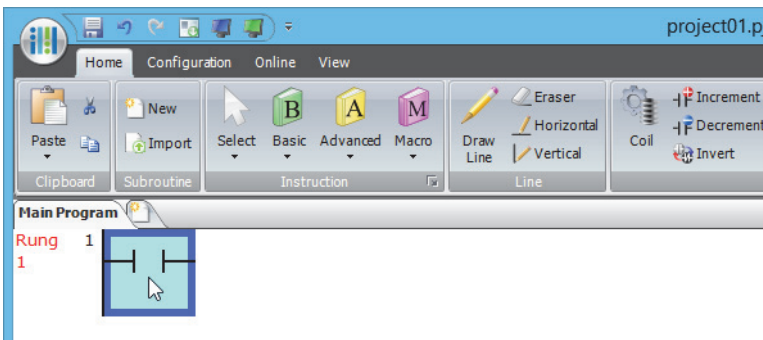 project01.p
Home Configuration Online View
Paste
New
Import
Select Basic Advanced Macro
B A M
Draw Line
Eraser
Horizontal
Vertical
Coil
Increment
Decrement
Invert
Clipboard Subroutine Instruction Line
Main Program
Rung 1
1